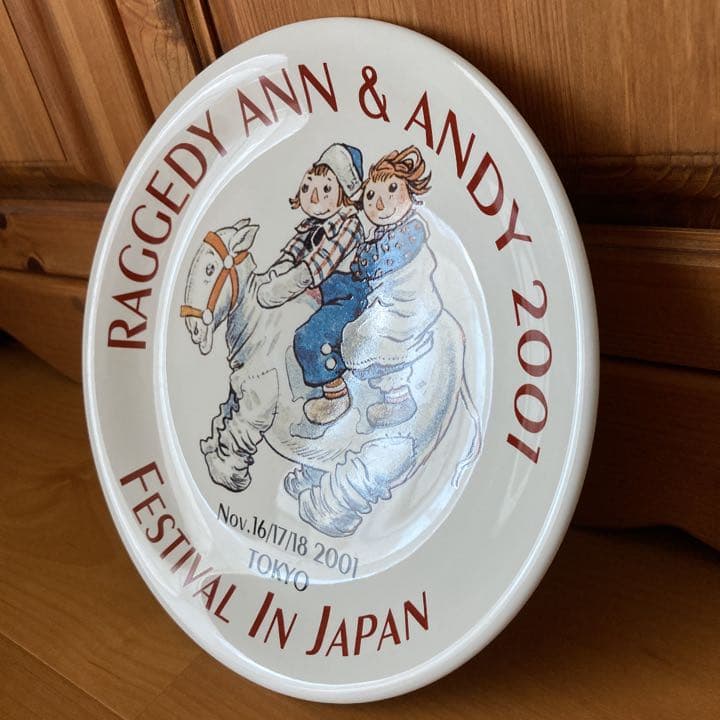 RAGGEDY ANN & ANDY 2001
Nov.16/17/18 2001
TOKYO
FESTIVAL IN JAPAN